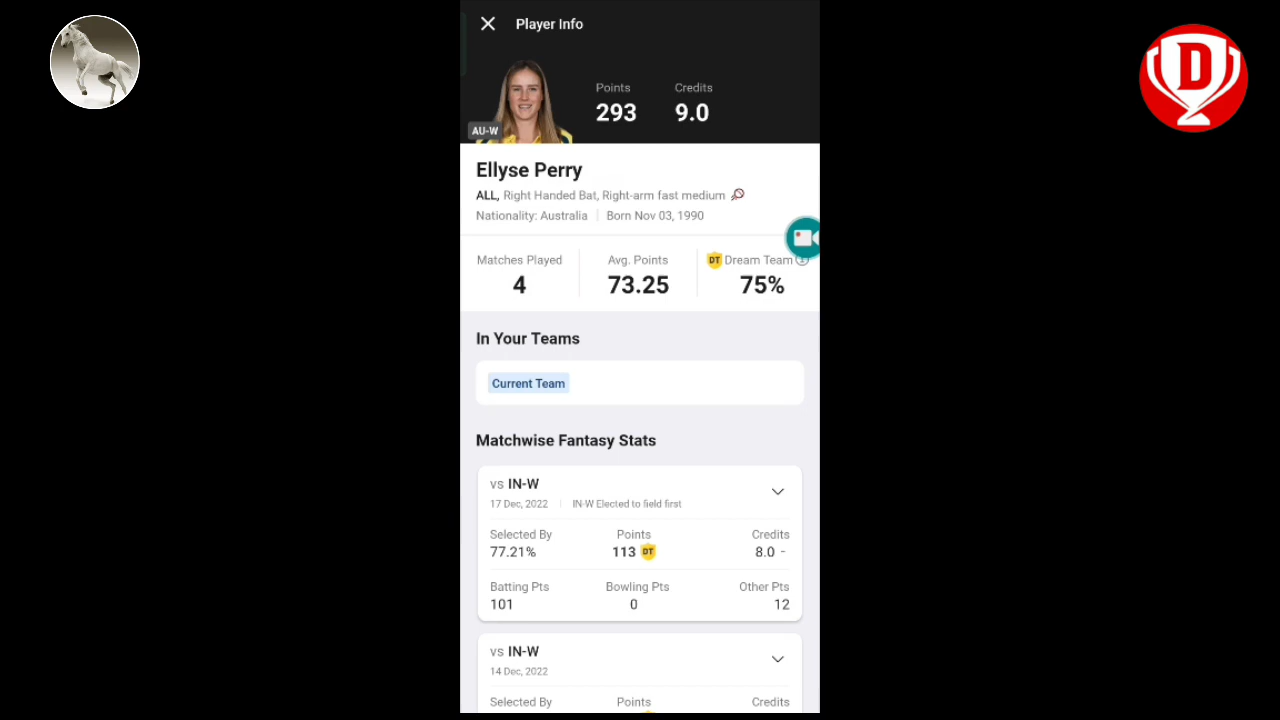 Player Info
D
Points Credits
293 9.0
AU-W
Ellyse Perry
ALL, Right Handed Bat, Right-arm fast medium
Nationality: Australia | Born Nov 03, 1990
Matches Played Avg. Points DT Dream Team
4 73.25 75%
In Your Teams
Current Team
Matchwise Fantasy Stats
vs IN-W
17 Dec, 2022 | IN-W Elected to field first
Selected By Points Credits
77.21% 113 DT 8.0 -
Batting Pts Bowling Pts Other Pts
101 0 12
vs IN-W
14 Dec, 2022
Selected By Points Credits